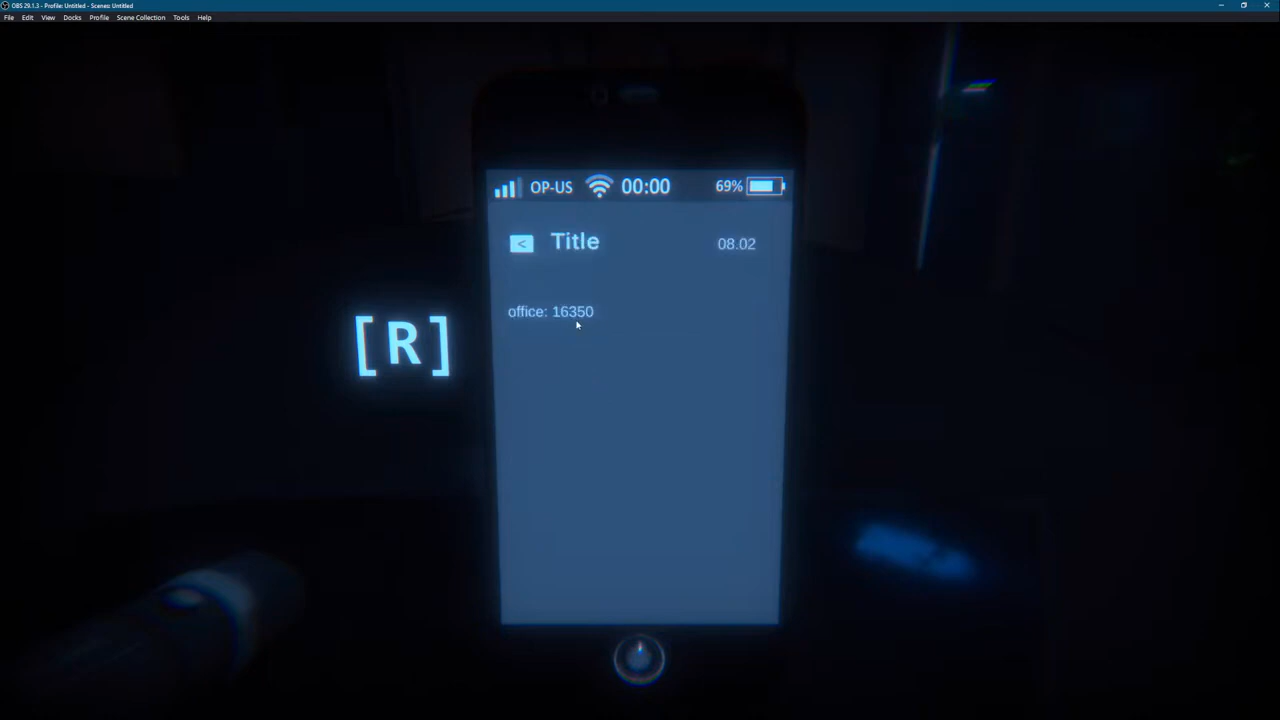 OBS 29.1.3 - Profile: Untitled - Scenes: Untitled
File Edit View Docks Profile Scene Collection Tools Help
OP-US 00:00 69%
< Title 08.02
office: 16350
[R]